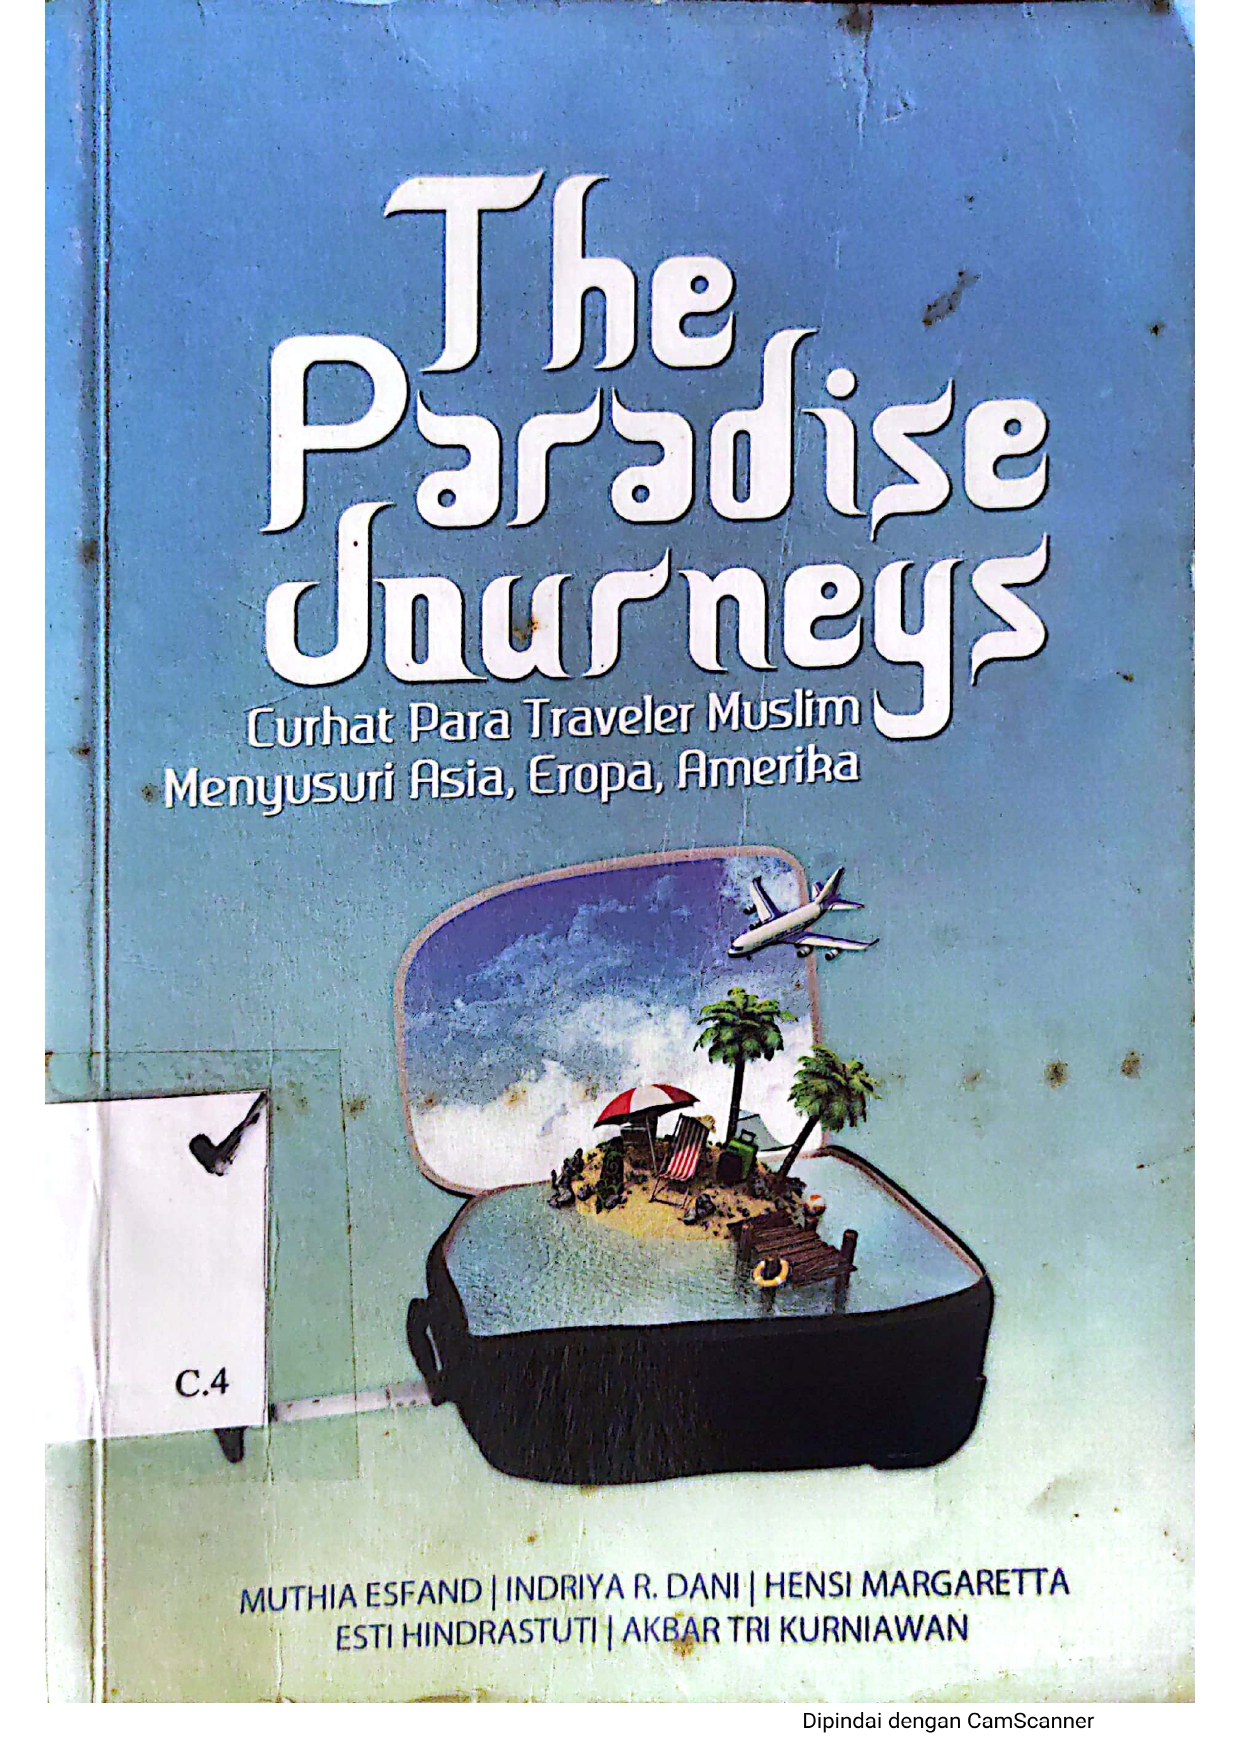 The
Paradise
Journeys
Curhat Para Traveler Muslim
Menyusuri Asia, Eropa, Amerika
C.4
MUTHIA ESFAND | INDRIYA R. DANI | HENSI MARGARETTA
ESTI HINDRASTUTI | AKBAR TRI KURNIAWAN
Dipindai dengan CamScanner